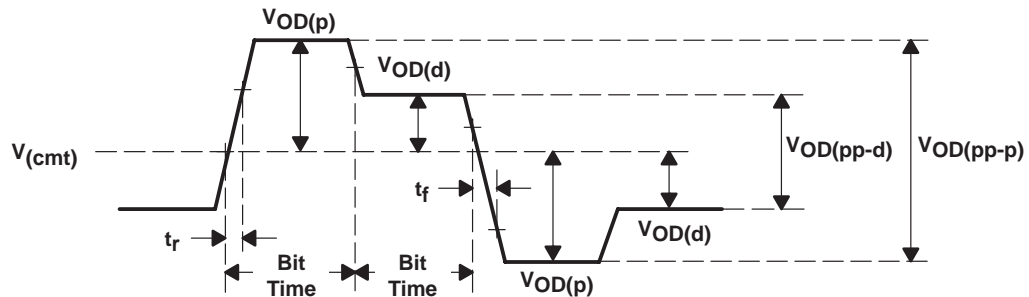 VOD(p)
VOD(d)
V(cmt)
VOD(pp-d)
VOD(pp-p)
tf
VOD(d)
tr
Bit
Time
Bit
Time
VOD(p)